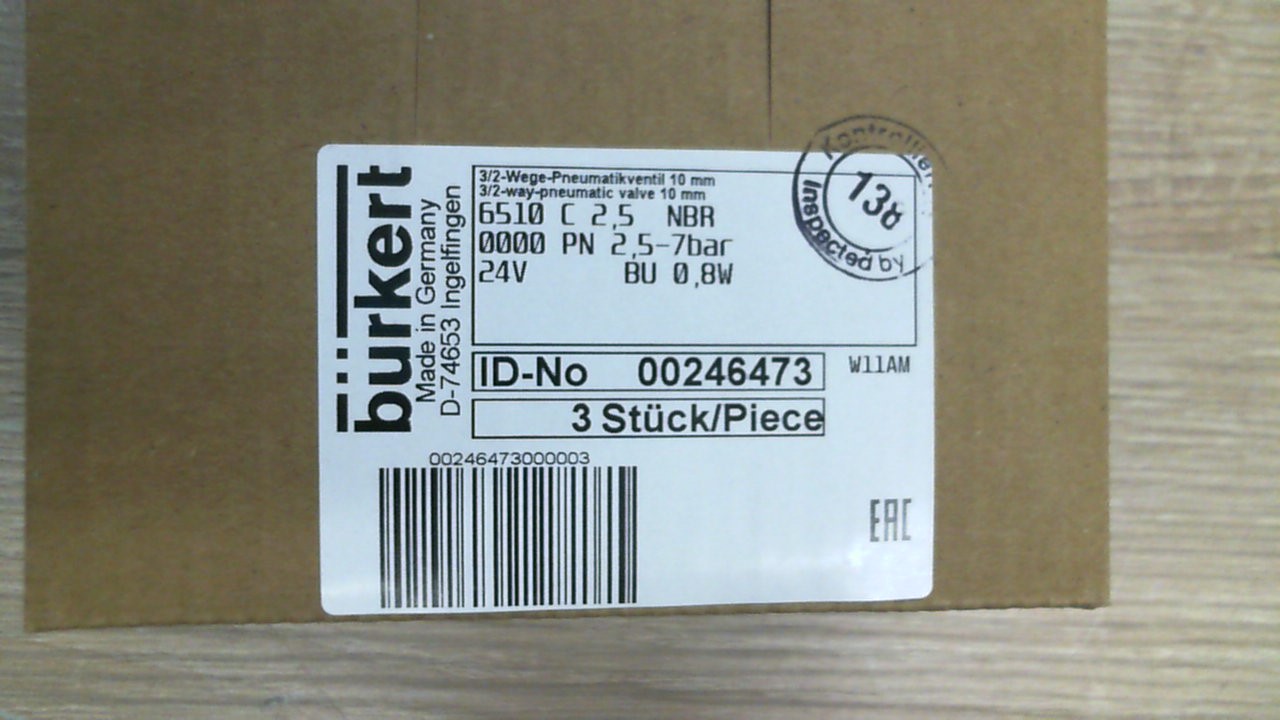 bürkert
Made in Germany
D-74653 Ingelfingen
3/2-Wege-Pneumatikventil 10 mm
3/2-way-pneumatic valve 10 mm
6510 C 2,5 NBR
0000 PN 2,5-7bar
24V BU 0,8W
Inspected by
138
ID-No 00246473
W11AM
3 Stück/Piece
00246473000003
EAC